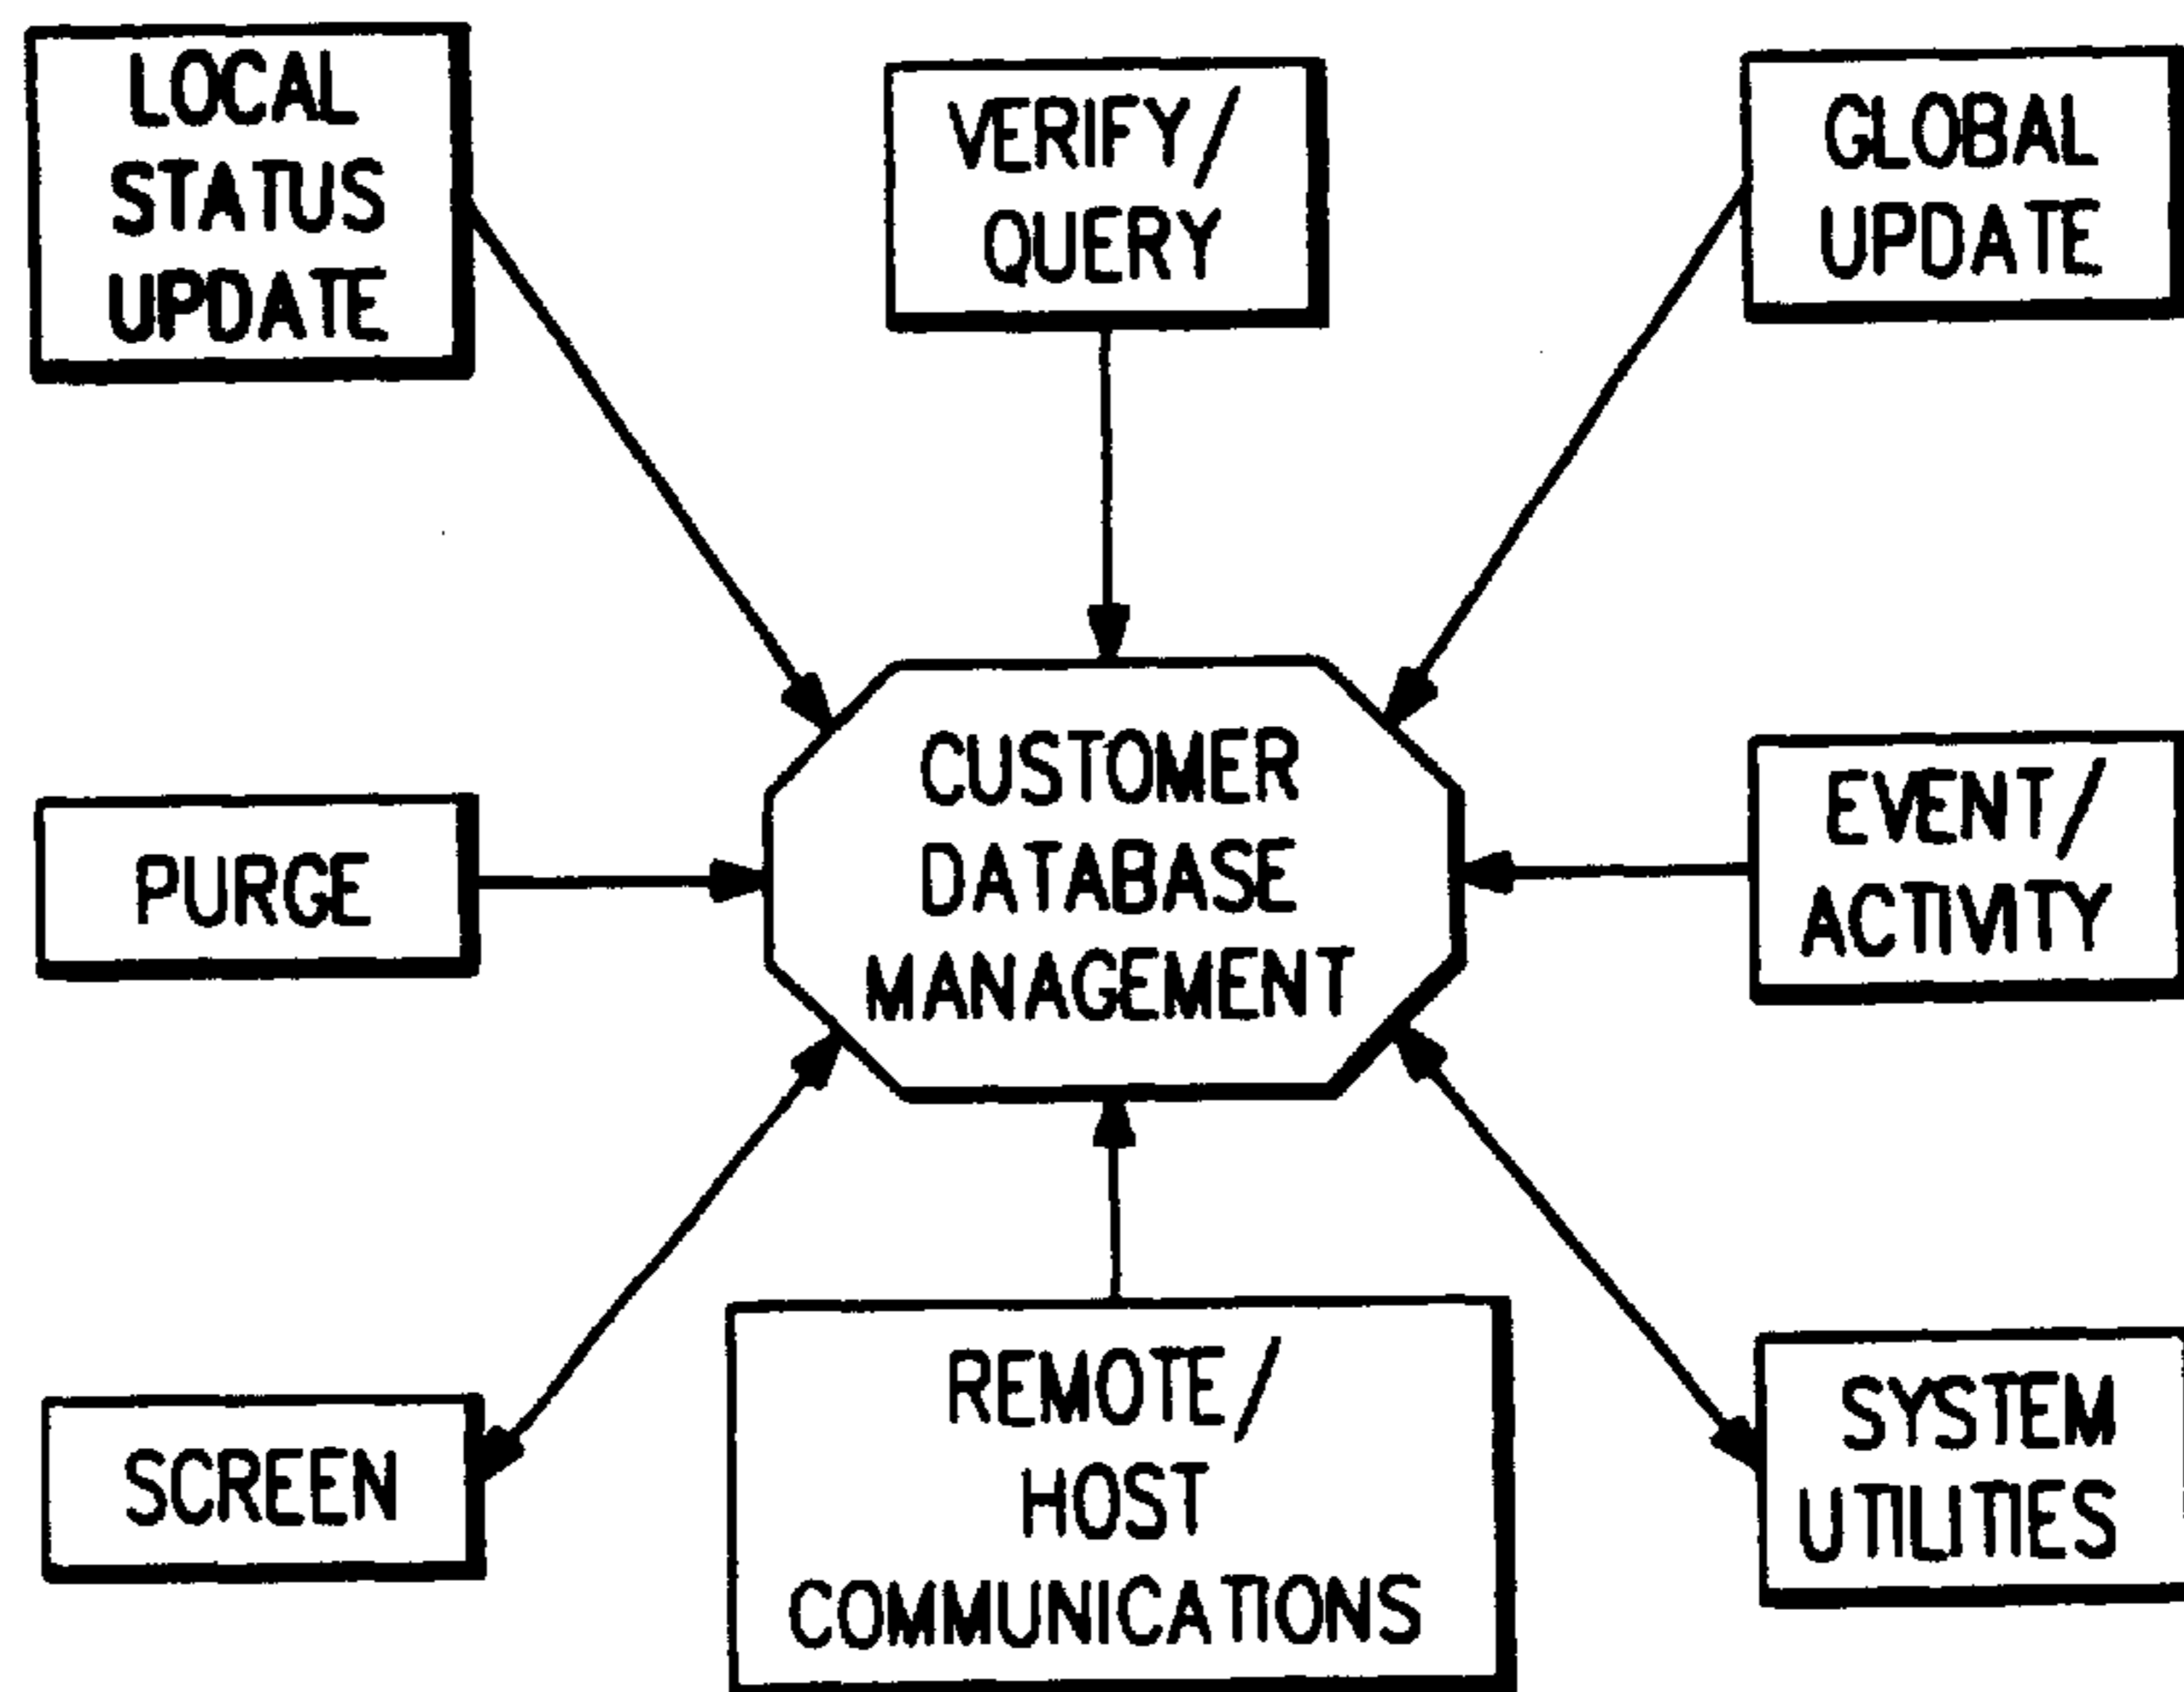 LOCAL
STATUS
UPDATE
VERIFY/
QUERY
GLOBAL
UPDATE
PURGE
CUSTOMER
DATABASE
MANAGEMENT
EVENT/
ACTIVITY
SCREEN
REMOTE/
HOST
COMMUNICATIONS
SYSTEM
UTILITIES